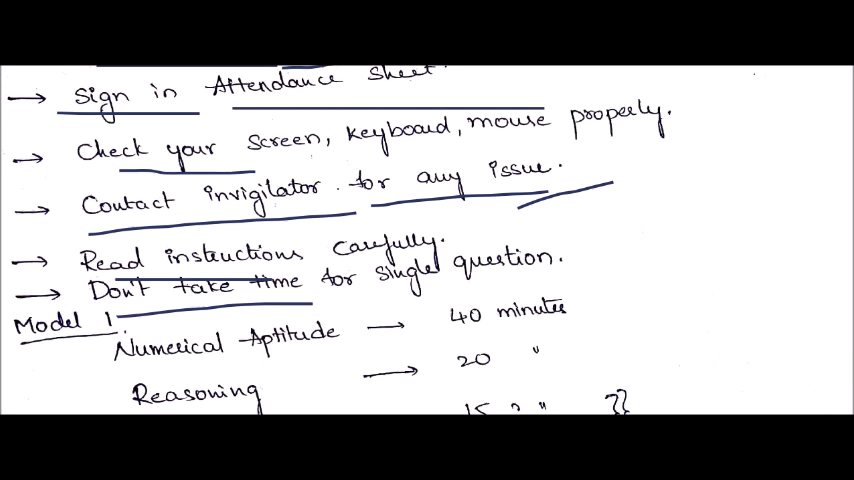 → Sign in Attendance sheet.
→ Check your screen, keyboard, mouse properly.
→ Contact invigilator for any issue.
→ Read instructions carefully.
→ Don't take time for single question.
Model 1
Numerical Aptitude → 40 minutes
Reasoning → 20 "
15